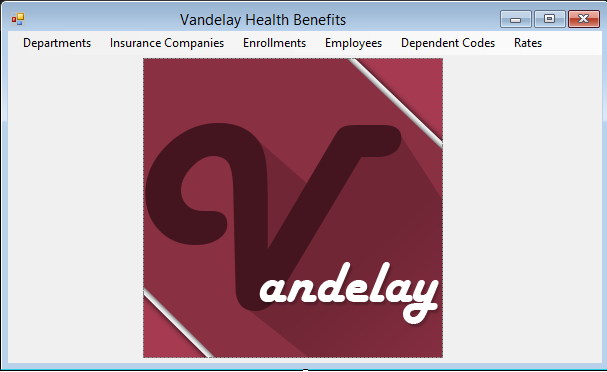 Vandelay Health Benefits
Departments Insurance Companies Enrollments Employees Dependent Codes Rates
Vandelay